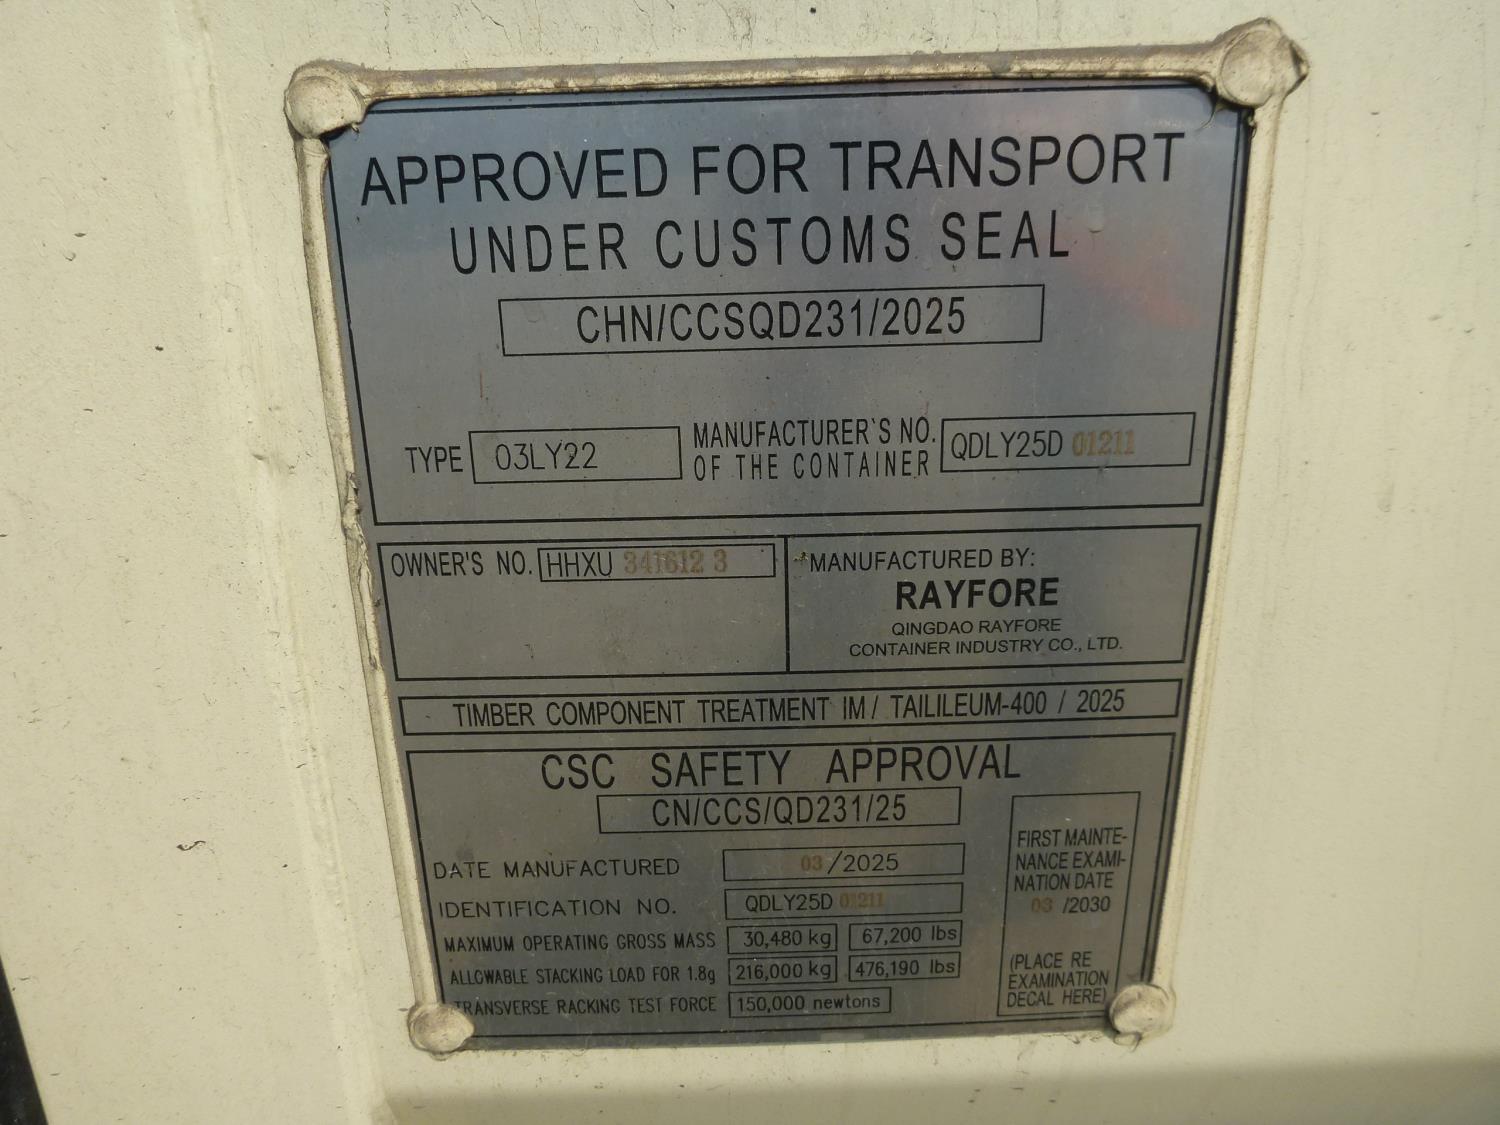 APPROVED FOR TRANSPORT
UNDER CUSTOMS SEAL
CHN/CCSQD231/2025
TYPE 03LY22 MANUFACTURER'S NO. OF THE CONTAINER QDLY25D 01211
OWNER'S NO. HHXU 341612 3
MANUFACTURED BY:
RAYFORE
QINGDAO RAYFORE
CONTAINER INDUSTRY CO., LTD.
TIMBER COMPONENT TREATMENT IM/ TAILILEUM-400 / 2025
CSC SAFETY APPROVAL
CN/CCS/QD231/25
DATE MANUFACTURED 03/2025
IDENTIFICATION NO. QDLY25D 01211
MAXIMUM OPERATING GROSS MASS 30,480 kg 67,200 lbs
ALLOWABLE STACKING LOAD FOR 1.8g 216,000 kg 476,190 lbs
TRANSVERSE RACKING TEST FORCE 150,000 newtons
FIRST MAINTE-
NANCE EXAMI-
NATION DATE
03 /2030
(PLACE RE
EXAMINATION
DECAL HERE)